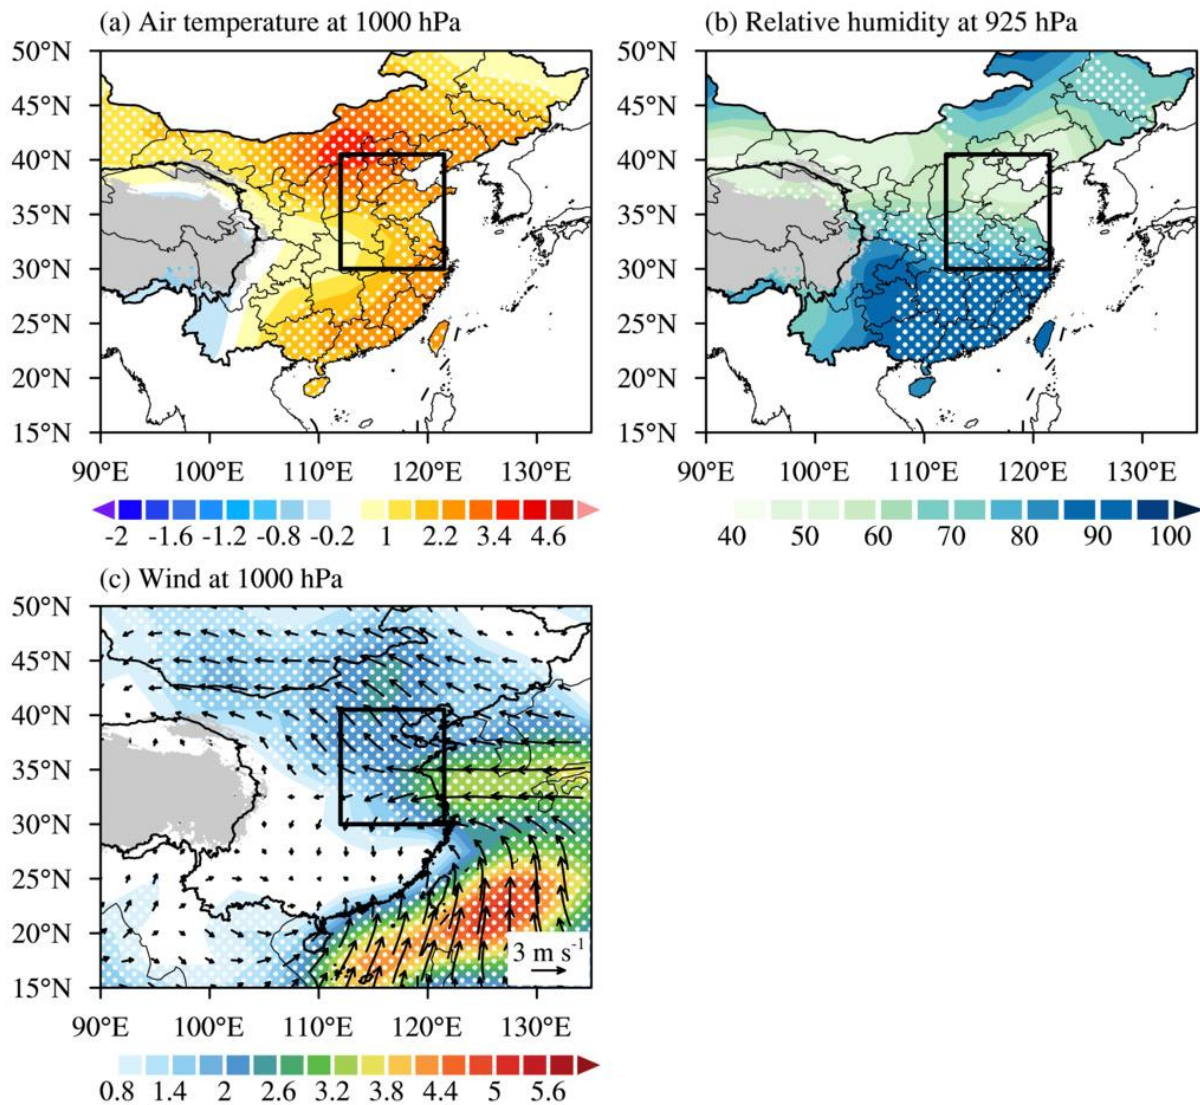 (a) Air temperature at 1000 hPa
50°N
45°N
40°N
35°N
30°N
25°N
20°N
15°N
90°E 100°E 110°E 120°E 130°E
-2 -1.6 -1.2 -0.8 -0.2 1 2.2 3.4 4.6
(b) Relative humidity at 925 hPa
50°N
45°N
40°N
35°N
30°N
25°N
20°N
15°N
90°E 100°E 110°E 120°E 130°E
40 50 60 70 80 90 100
(c) Wind at 1000 hPa
50°N
45°N
40°N
35°N
30°N
25°N
20°N
15°N
3 m s⁻¹
90°E 100°E 110°E 120°E 130°E
0.8 1.4 2 2.6 3.2 3.8 4.4 5 5.6